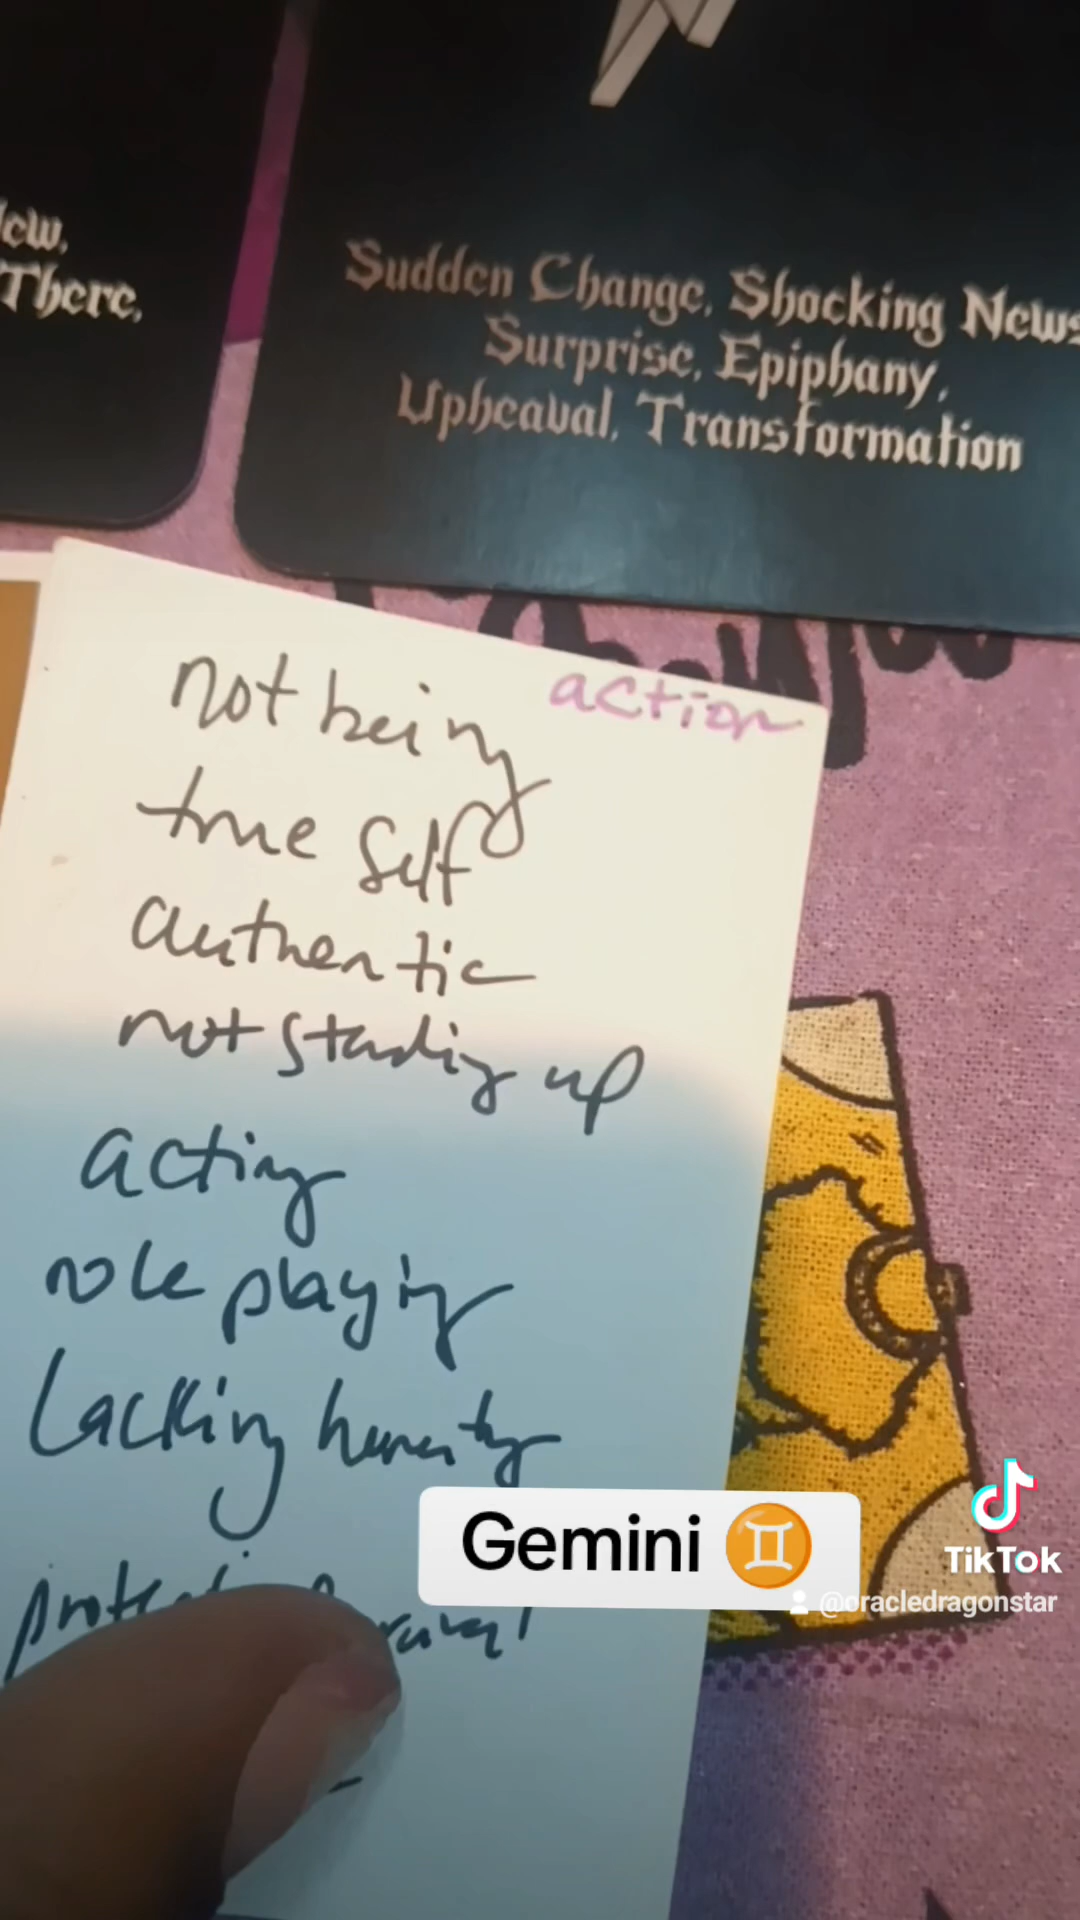 There,
Sudden Change, Shocking News
Surprise, Epiphany,
Upheaval, Transformation
action
not being
true self
authentic
not standing up
acting
role playing
Lacking honesty
Gemini ♊
TikTok
@oracledragonstar